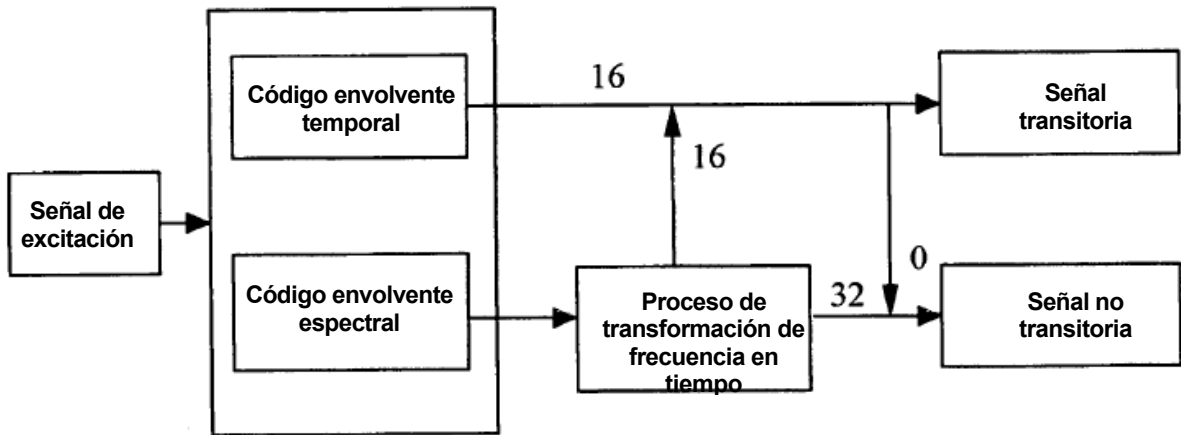 Código envolvente
temporal
16
Señal
transitoria
16
Señal de
excitación
Código envolvente
espectral
Proceso de
transformación de
frecuencia en
tiempo
32
0
Señal no
transitoria